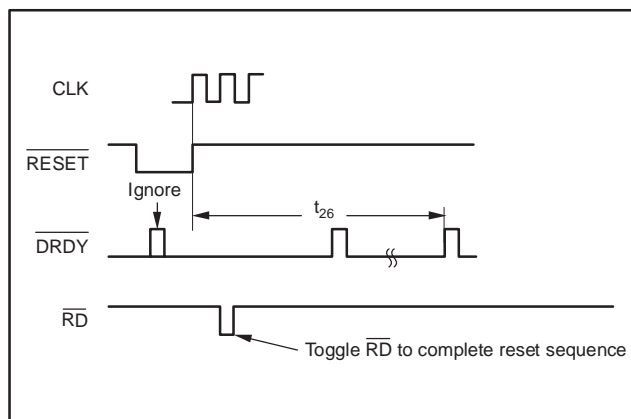 CLK
RESET
Ignore
t26
DRDY
RD
Toggle RD to complete reset sequence